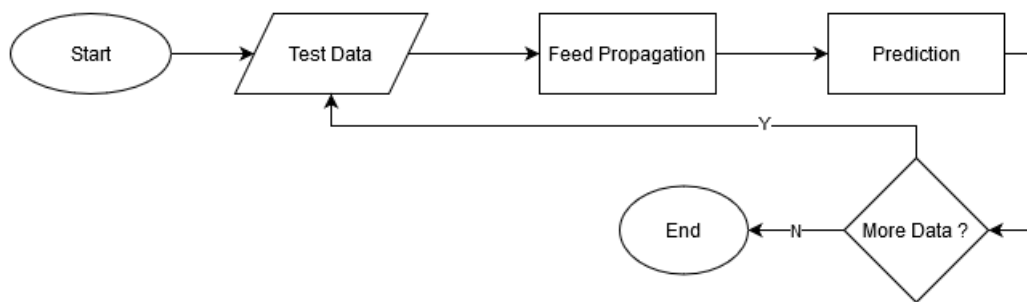 Start
Test Data
Feed Propagation
Prediction
Y
End
N
More Data ?